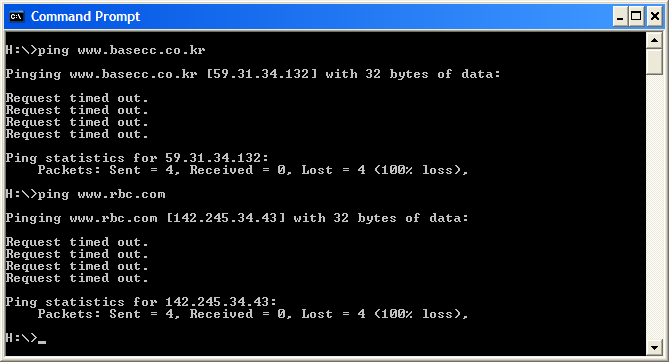 Command Prompt
H:\>ping www.basecc.co.kr
Pinging www.basecc.co.kr [59.31.34.132] with 32 bytes of data:
Request timed out.
Request timed out.
Request timed out.
Request timed out.
Ping statistics for 59.31.34.132:
    Packets: Sent = 4, Received = 0, Lost = 4 (100% loss),
H:\>ping www.rbc.com
Pinging www.rbc.com [142.245.34.43] with 32 bytes of data:
Request timed out.
Request timed out.
Request timed out.
Request timed out.
Ping statistics for 142.245.34.43:
    Packets: Sent = 4, Received = 0, Lost = 4 (100% loss),
H:\>_